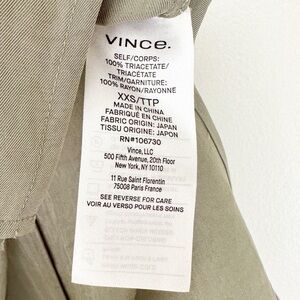 VINCE.
SELF/CORPS:
100% TRIACETATE/
TRIACÉTATE
TRIM/GARNITURE:
100% RAYON/RAYONNE
XXS/TTP
MADE IN CHINA
FABRIQUÉ EN CHINE
FABRIC ORIGIN: JAPAN
TISSU ORIGIN: JAPON
RN#106730
Vince, LLC
500 Fifth Avenue, 20th Floor
New York, NY 10110
11 Rue Saint Florentin
75008 Paris France
SEE REVERSE FOR CARE
VOIR AU VERSO POUR LES SOINS